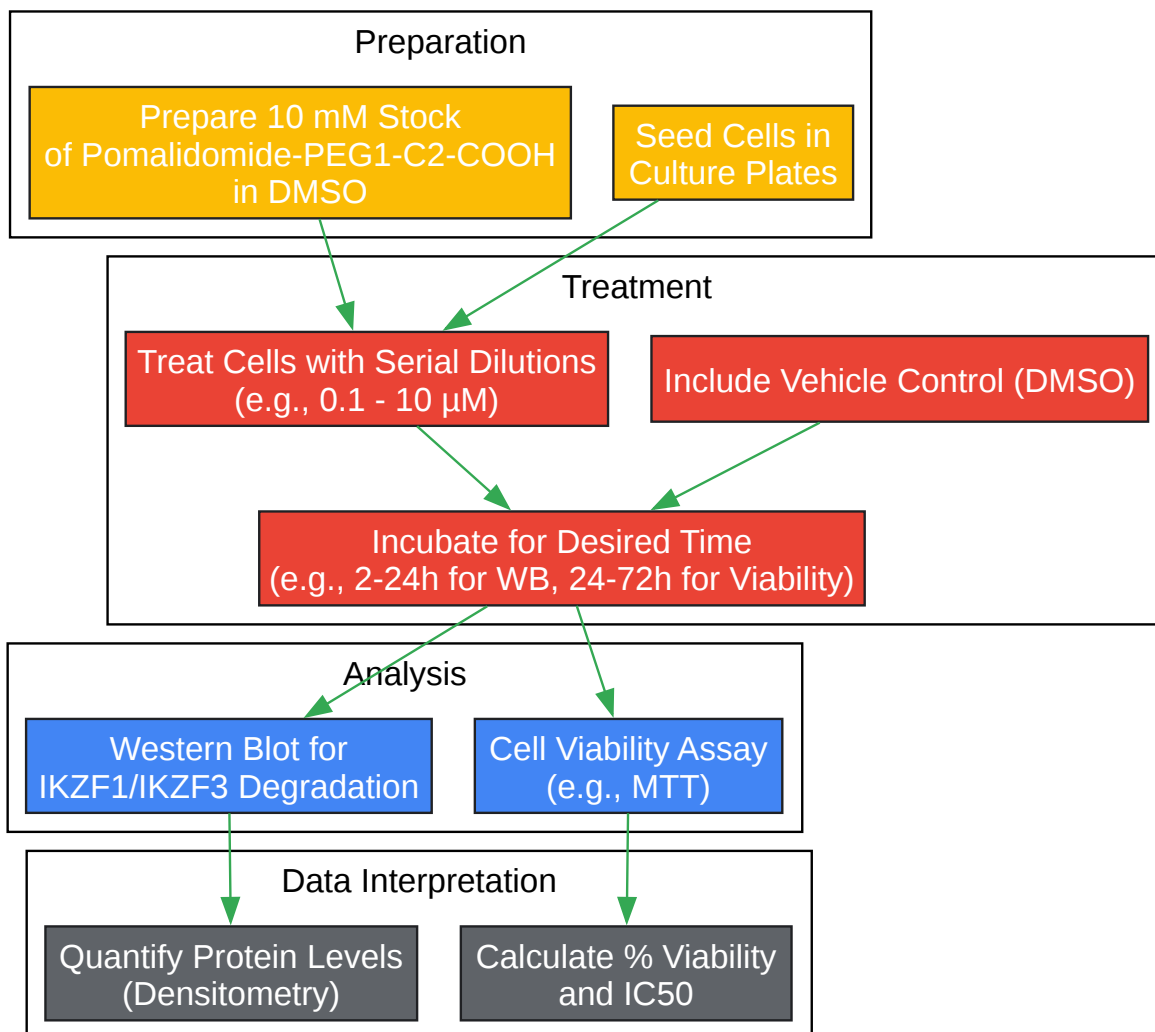 Preparation
Prepare 10 mM Stock
of Pomalidomide-PEG1-C2-COOH
in DMSO
Seed Cells in
Culture Plates
Treatment
Treat Cells with Serial Dilutions
(e.g., 0.1 - 10 µM)
Include Vehicle Control (DMSO)
Incubate for Desired Time
(e.g., 2-24h for WB, 24-72h for Viability)
Analysis
Western Blot for
IKZF1/IKZF3 Degradation
Cell Viability Assay
(e.g., MTT)
Data Interpretation
Quantify Protein Levels
(Densitometry)
Calculate % Viability
and IC50